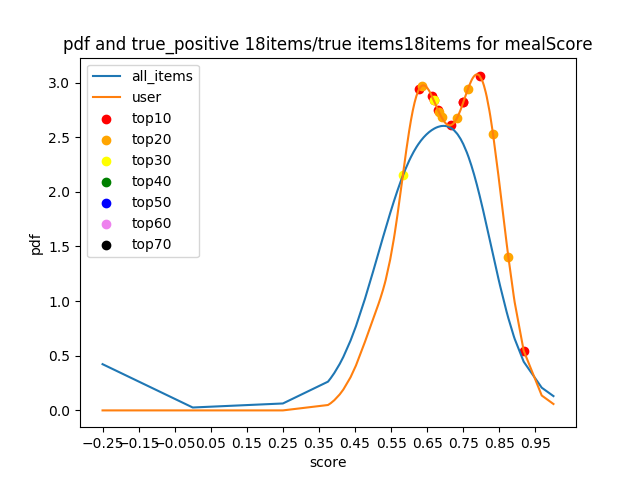 pdf and true_positive 18items/true items18items for mealScore
all_items
user
top10
top20
top30
top40
top50
top60
top70
pdf
3.0
2.5
2.0
1.5
1.0
0.5
0.0
−0.25 −0.15 −0.05 0.05 0.15 0.25 0.35 0.45 0.55 0.65 0.75 0.85 0.95
score